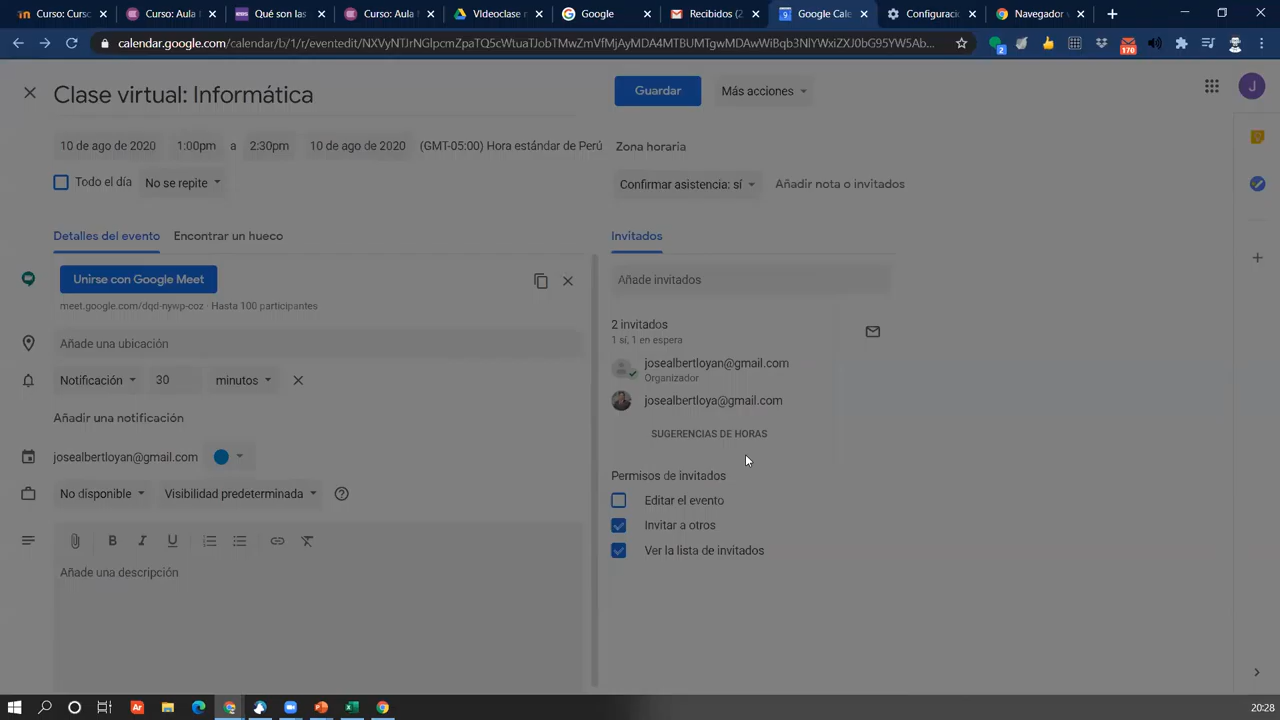 Curso: Curso
Curso: Aula
Qué son las
Curso: Aula
Videoclase
Google
Recibidos (2
Google Cale
Configuraci
Navegador v
calendar.google.com/calendar/b/1/r/eventedit/
170
2
Clase virtual: Informática
Guardar
Más acciones
J
10 de ago de 2020 1:00pm a 2:30pm 10 de ago de 2020 (GMT-05:00) Hora estándar de Perú Zona horaria
Todo el día No se repite
Confirmar asistencia: sí Añadir nota o invitados
Detalles del evento Encontrar un hueco
Invitados
Unirse con Google Meet
meet.google.com/dqd-nywp-coz · Hasta 100 participantes
Añade una ubicación
Notificación 30 minutos
Añadir una notificación
josealbertloyan@gmail.com
No disponible Visibilidad predeterminada
B I U
Añade una descripción
Añade invitados
2 invitados
1 sí, 1 en espera
josealbertloyan@gmail.com
Organizador
josealbertloya@gmail.com
SUGERENCIAS DE HORAS
Permisos de invitados
Editar el evento
Invitar a otros
Ver la lista de invitados
Ar
20:28